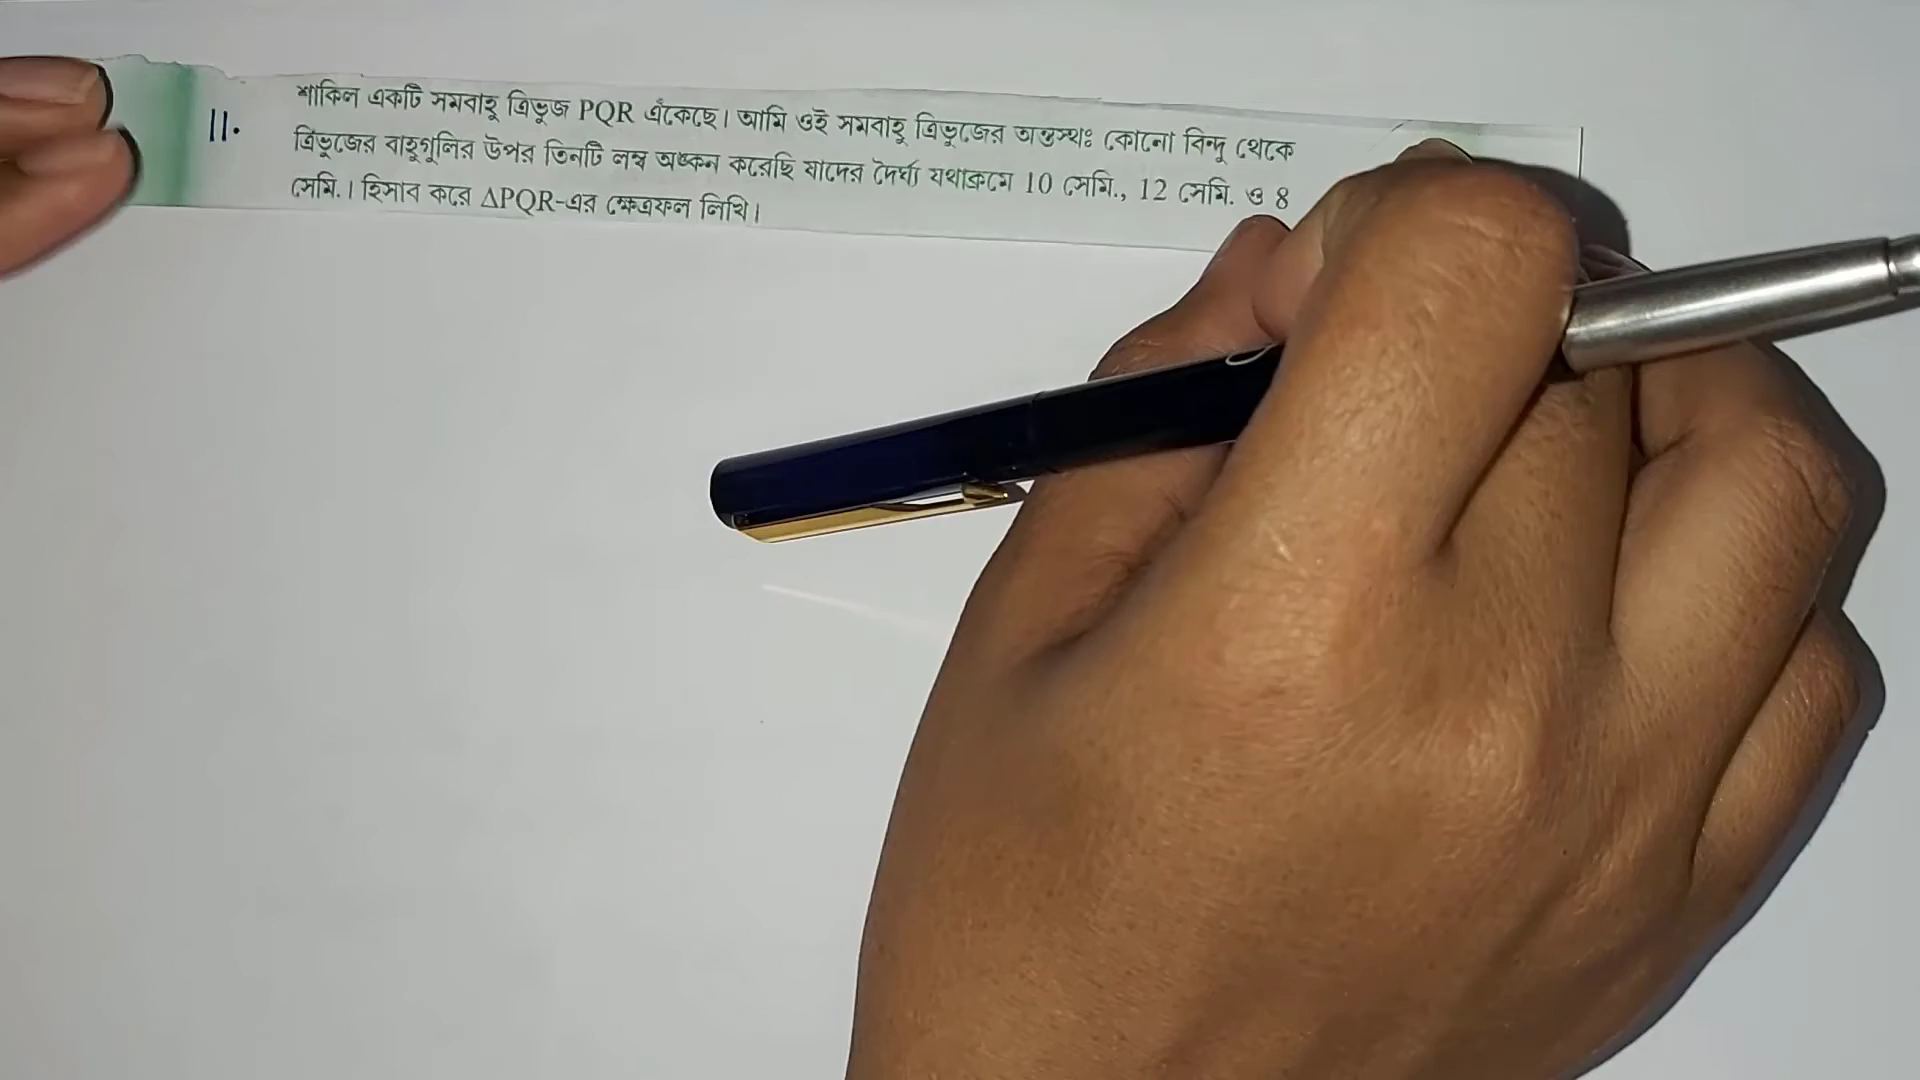 11. শাকিল একটি সমবাহু ত্রিভুজ PQR এঁকেছে। আমি ওই সমবাহু ত্রিভুজের অন্তস্থঃ কোনো বিন্দু থেকে
ত্রিভুজের বাহুগুলির উপর তিনটি লম্ব অঙ্কন করেছি যাদের দৈর্ঘ্য যথাক্রমে 10 সেমি., 12 সেমি. ও 8
সেমি.। হিসাব করে ΔPQR-এর ক্ষেত্রফল লিখি।